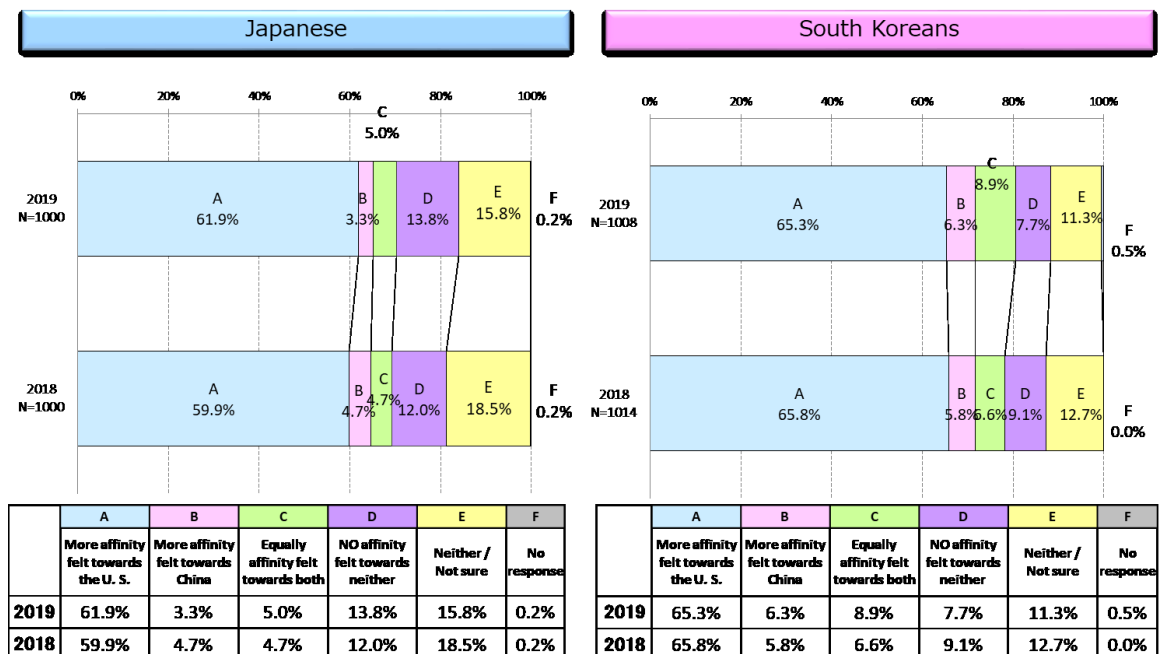 Japanese
South Koreans
0% 20% 40% 60% 80% 100%
C
5.0%
2019
N=1000
A
61.9%
B
3.3%
D
13.8%
E
15.8%
F
0.2%
2018
N=1000
A
59.9%
B
4.7%
C
4.7%
D
12.0%
E
18.5%
F
0.2%
0% 20% 40% 60% 80% 100%
2019
N=1008
A
65.3%
B
6.3%
C
8.9%
D
7.7%
E
11.3%
F
0.5%
2018
N=1014
A
65.8%
B
5.8%
C
6.6%
D
9.1%
E
12.7%
F
0.0%
A B C D E F
More affinity felt towards the U. S.
More affinity felt towards China
Equally affinity felt towards both
NO affinity felt towards neither
Neither / Not sure
No response
2019 61.9% 3.3% 5.0% 13.8% 15.8% 0.2%
2018 59.9% 4.7% 4.7% 12.0% 18.5% 0.2%
A B C D E F
More affinity felt towards the U. S.
More affinity felt towards China
Equally affinity felt towards both
NO affinity felt towards neither
Neither / Not sure
No response
2019 65.3% 6.3% 8.9% 7.7% 11.3% 0.5%
2018 65.8% 5.8% 6.6% 9.1% 12.7% 0.0%